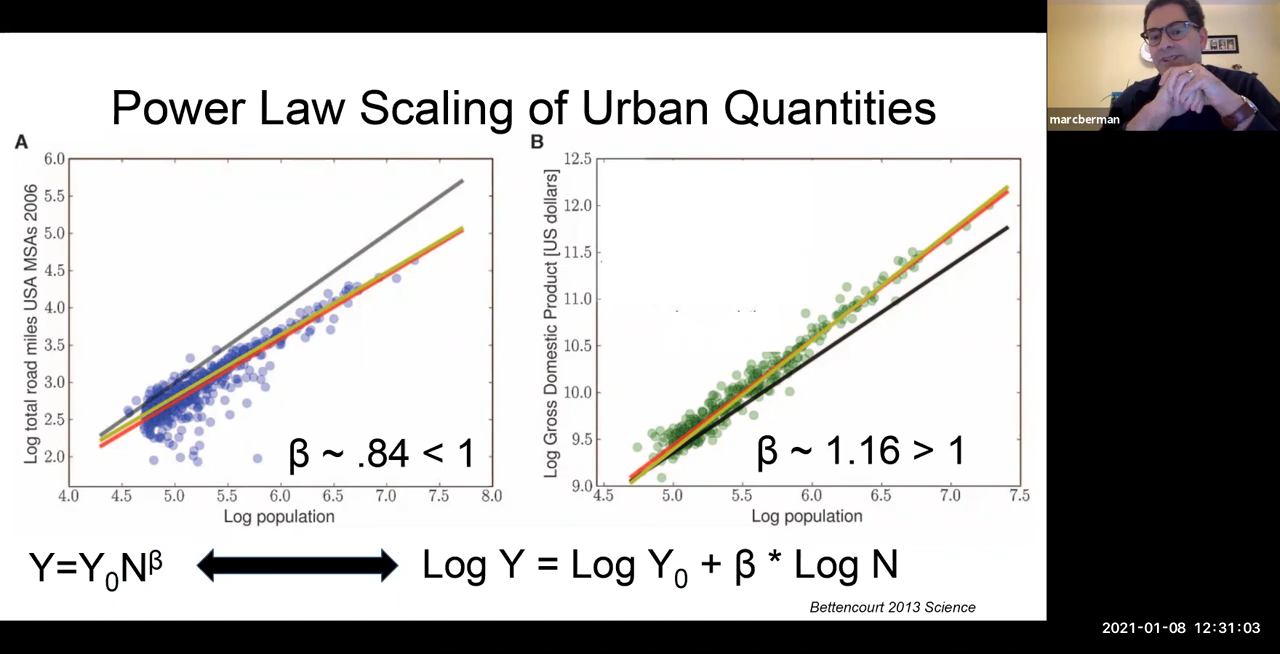 Power Law Scaling of Urban Quantities
A
Log total road miles USA MSAs 2006
6.0
5.5
5.0
4.5
4.0
3.5
3.0
2.5
2.0
4.0 4.5 5.0 5.5 6.0 6.5 7.0 7.5 8.0
Log population
β ~ .84 < 1
B
Log Gross Domestic Product [US dollars]
12.5
12.0
11.5
11.0
10.5
10.0
9.5
9.0
4.5 5.0 5.5 6.0 6.5 7.0 7.5
Log population
β ~ 1.16 > 1
Y=Y₀Nᵝ
Log Y = Log Y₀ + β * Log N
Bettencourt 2013 Science
marcberman
2021-01-08 12:31:03